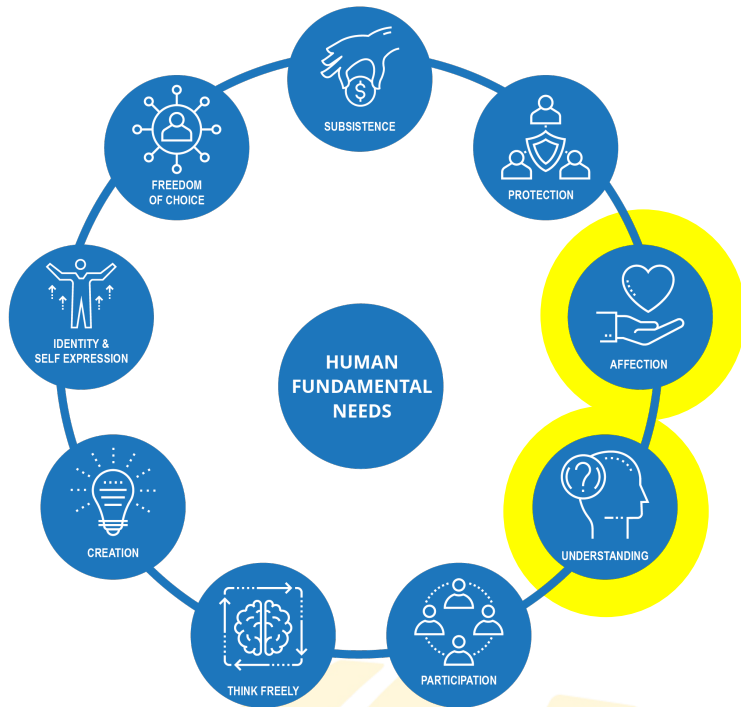 SUBSISTENCE
PROTECTION
AFFECTION
UNDERSTANDING
PARTICIPATION
THINK FREELY
CREATION
IDENTITY &
SELF EXPRESSION
FREEDOM
OF CHOICE
HUMAN
FUNDAMENTAL
NEEDS
$
?